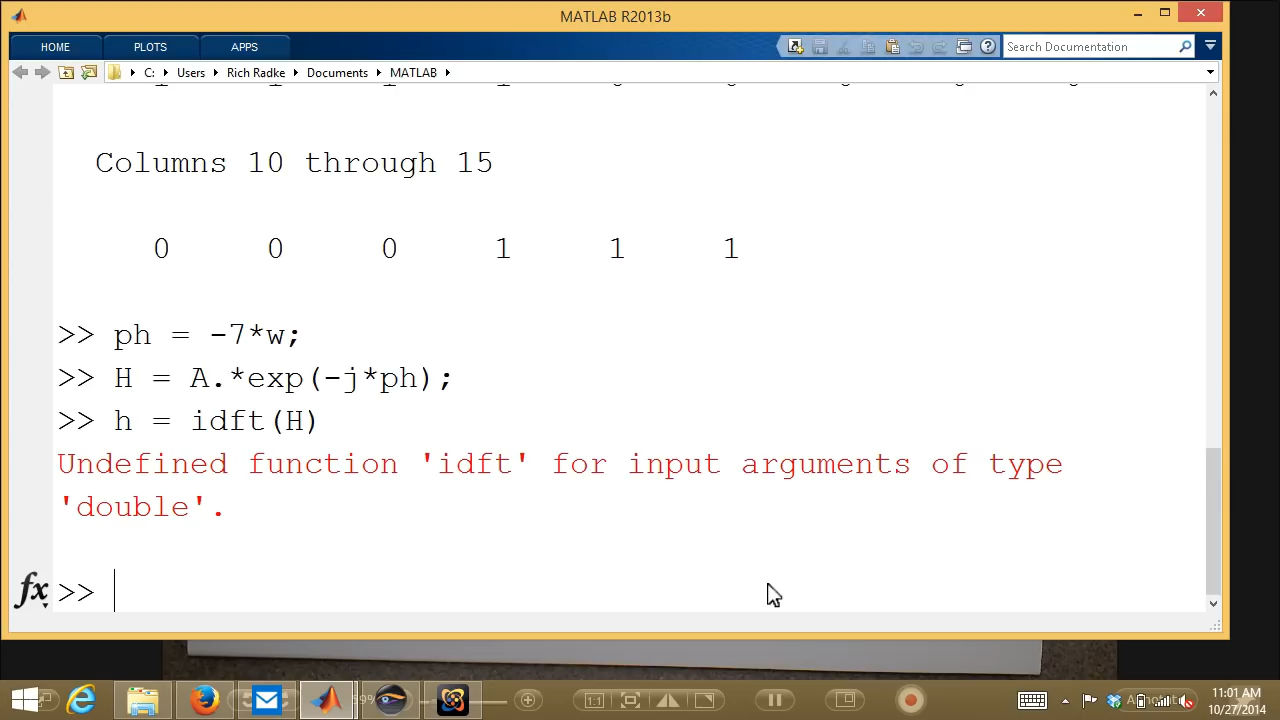 MATLAB R2013b
HOME PLOTS APPS Search Documentation
C: Users Rich Radke Documents MATLAB
Columns 10 through 15
0 0 0 1 1 1
>> ph = -7*w;
>> H = A.*exp(-j*ph);
>> h = idft(H)
Undefined function 'idft' for input arguments of type
'double'.
fx >>
1:1
11:01 AM
10/27/2014